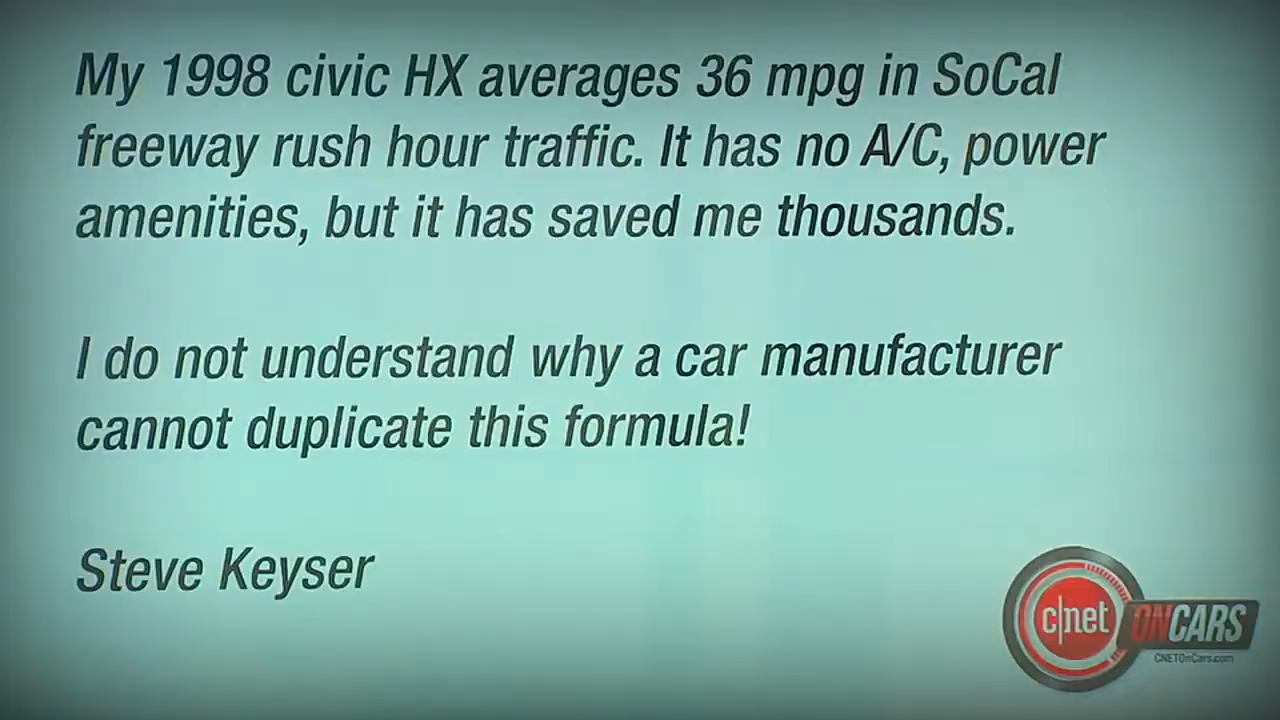 My 1998 civic HX averages 36 mpg in SoCal
freeway rush hour traffic. It has no A/C, power
amenities, but it has saved me thousands.
I do not understand why a car manufacturer
cannot duplicate this formula!
Steve Keyser
c|net ONCARS
CNETOnCars.com